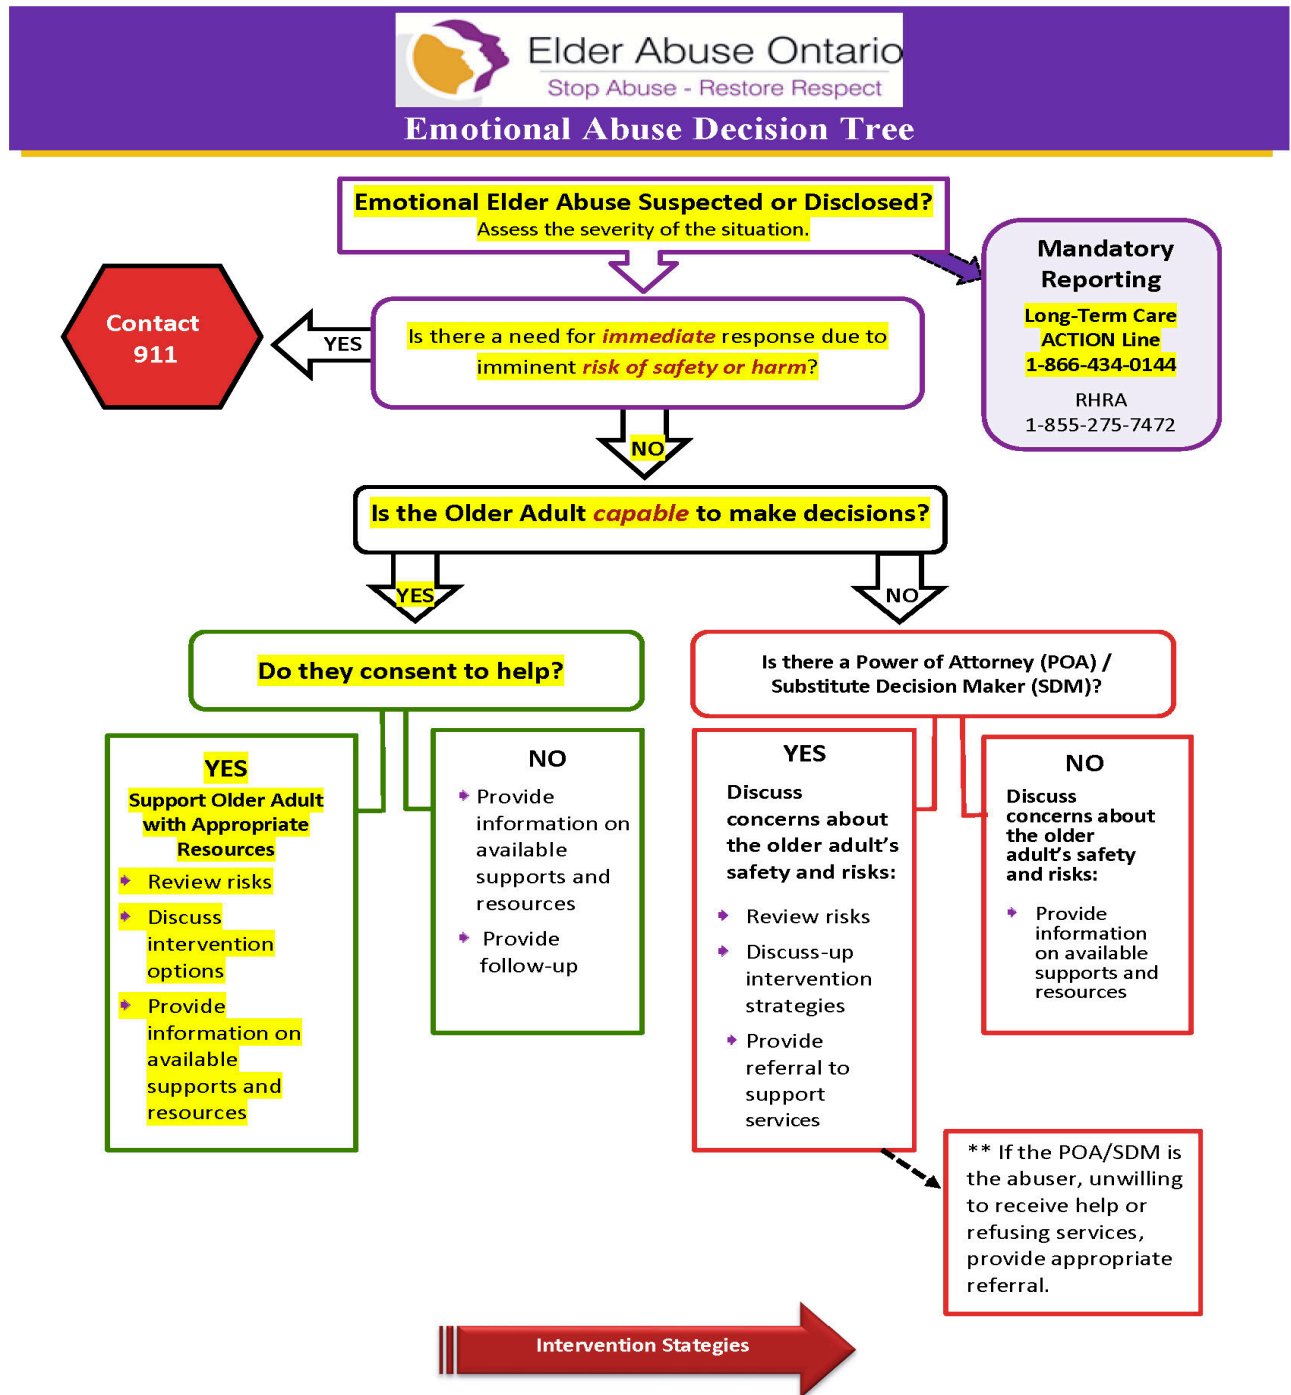 Elder Abuse Ontario
Stop Abuse - Restore Respect
Emotional Abuse Decision Tree
Emotional Elder Abuse Suspected or Disclosed?
Assess the severity of the situation.
Mandatory
Reporting
Long-Term Care
ACTION Line
1-866-434-0144
RHRA
1-855-275-7472
Contact
911
YES
Is there a need for immediate response due to
imminent risk of safety or harm?
NO
Is the Older Adult capable to make decisions?
YES
NO
Do they consent to help?
Is there a Power of Attorney (POA) /
Substitute Decision Maker (SDM)?
YES
Support Older Adult
with Appropriate
Resources
Review risks
Discuss
intervention
options
Provide
information on
available
supports and
resources
NO
Provide
information on
available
supports and
resources
Provide
follow-up
YES
Discuss
concerns about
the older adult's
safety and risks:
Review risks
Discuss-up
intervention
strategies
Provide
referral to
support
services
NO
Discuss
concerns about
the older
adult's safety
and risks:
Provide
information
on available
supports and
resources
** If the POA/SDM is
the abuser, unwilling
to receive help or
refusing services,
provide appropriate
referral.
Intervention Stategies